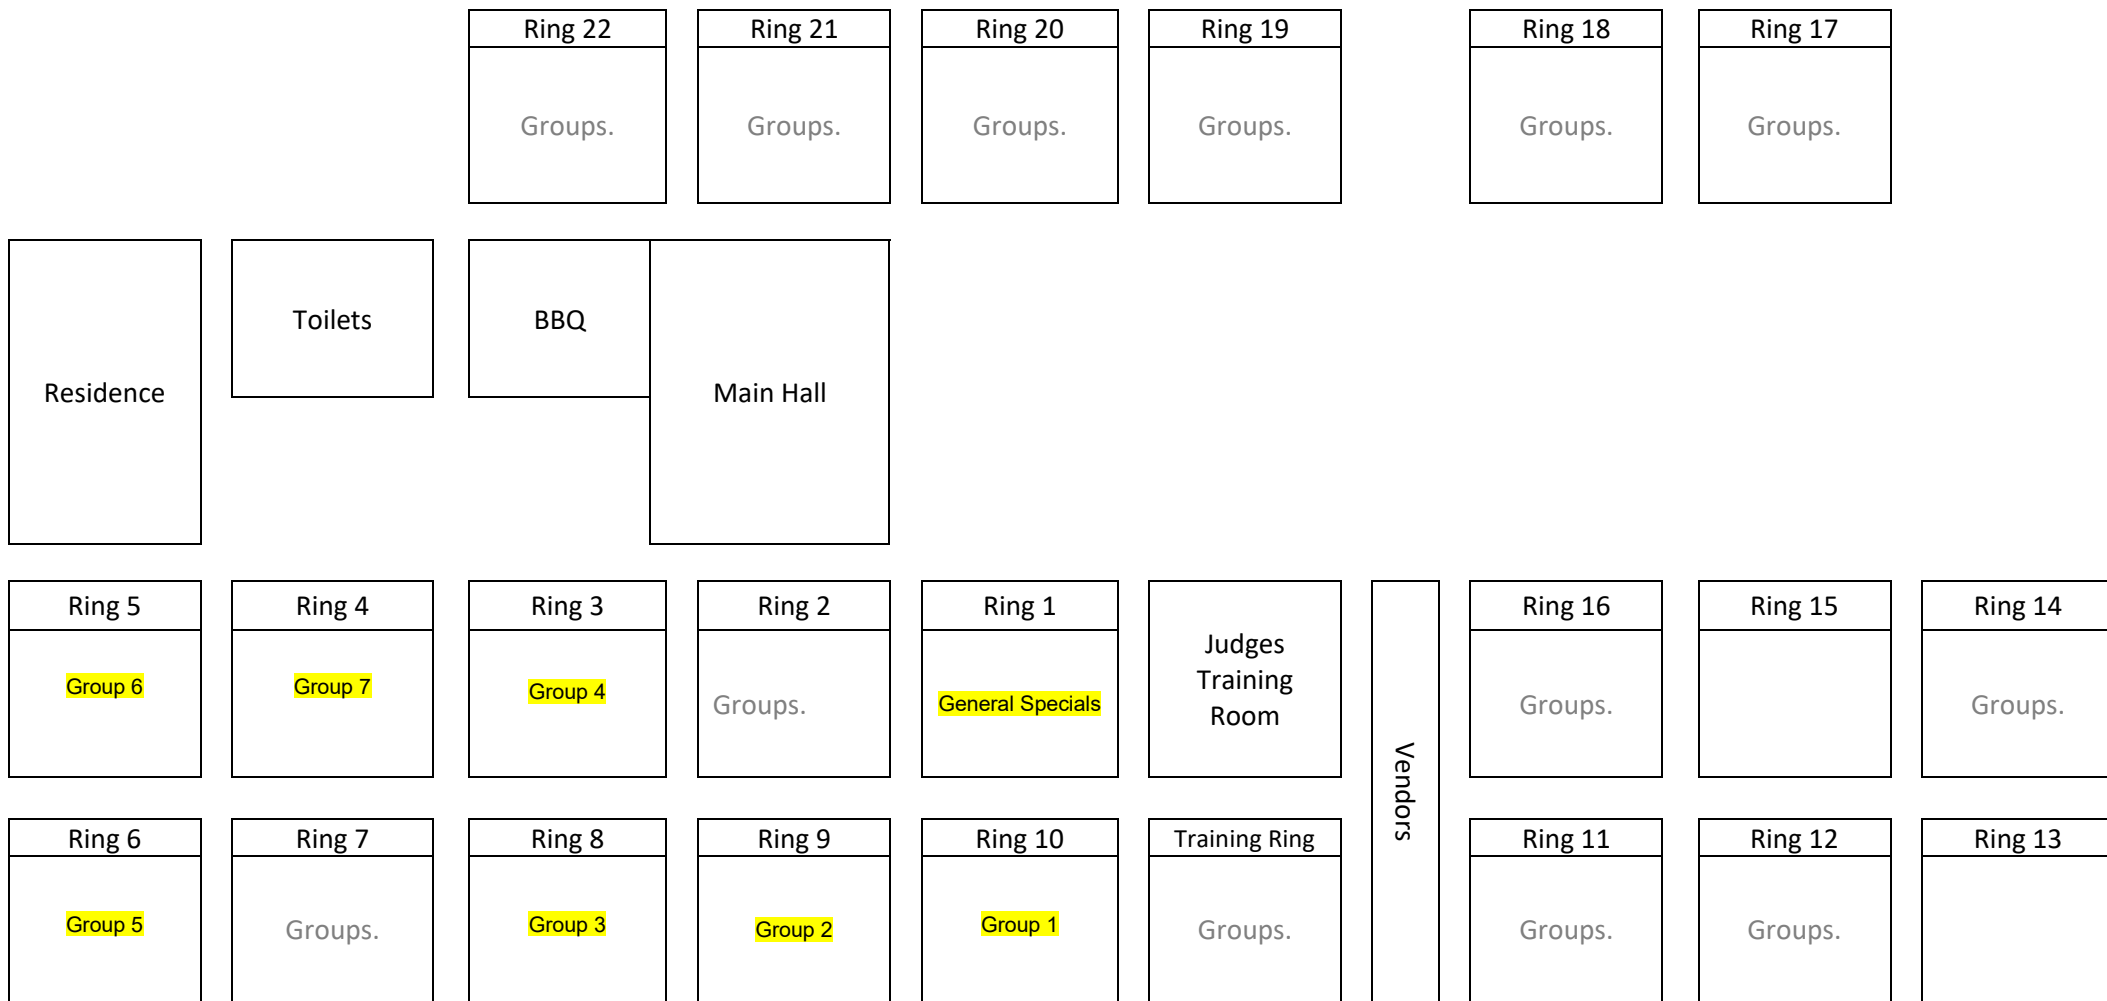 Ring 22
Ring 21
Ring 20
Ring 19
Ring 18
Ring 17
Groups.
Groups.
Groups.
Groups.
Groups.
Groups.
Residence
Toilets
BBQ
Main Hall
Ring 5
Ring 4
Ring 3
Ring 2
Ring 1
Judges
Training
Room
Vendors
Ring 16
Ring 15
Ring 14
Group 6
Group 7
Group 4
Groups.
General Specials
Groups.
Groups.
Ring 6
Ring 7
Ring 8
Ring 9
Ring 10
Training Ring
Ring 11
Ring 12
Ring 13
Group 5
Groups.
Group 3
Group 2
Group 1
Groups.
Groups.
Groups.